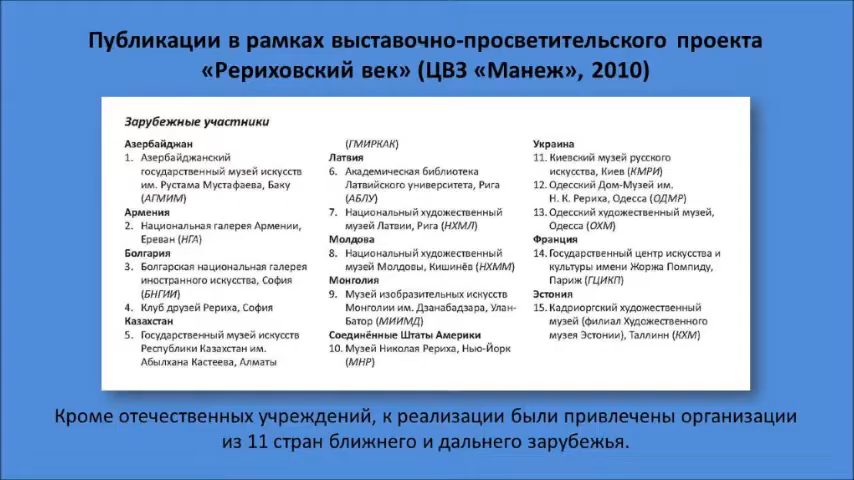 Публикации в рамках выставочно-просветительского проекта
«Рериховский век» (ЦВЗ «Манеж», 2010)
Зарубежные участники
Азербайджан
1. Азербайджанский
государственный музей искусств
им. Рустама Мустафаева, Баку
(АГМИМ)
Армения
2. Национальная галерея Армении,
Ереван (НГА)
Болгария
3. Болгарская национальная галерея
иностранного искусства, София
(БНГИИ)
4. Клуб друзей Рериха, София
Казахстан
5. Государственный музей искусств
Республики Казахстан им.
Абылхана Кастеева, Алматы
(ГМИРКАК)
Латвия
6. Академическая библиотека
Латвийского университета, Рига
(АБЛУ)
7. Национальный художественный
музей Латвии, Рига (НХМЛ)
Молдова
8. Национальный художественный
музей Молдовы, Кишинёв (НХММ)
Монголия
9. Музей изобразительных искусств
Монголии им. Дзанабадзара, Улан-
Батор (МИИМД)
Соединённые Штаты Америки
10. Музей Николая Рериха, Нью-Йорк
(МНР)
Украина
11. Киевский музей русского
искусства, Киев (КМРИ)
12. Одесский Дом-Музей им.
Н. К. Рериха, Одесса (ОДМР)
13. Одесский художественный музей,
Одесса (ОХМ)
Франция
14. Государственный центр искусства и
культуры имени Жоржа Помпиду,
Париж (ГЦИКП)
Эстония
15. Кадриоргский художественный
музей (филиал Художественного
музея Эстонии), Таллинн (КХМ)
Кроме отечественных учреждений, к реализации были привлечены организации
из 11 стран ближнего и дальнего зарубежья.